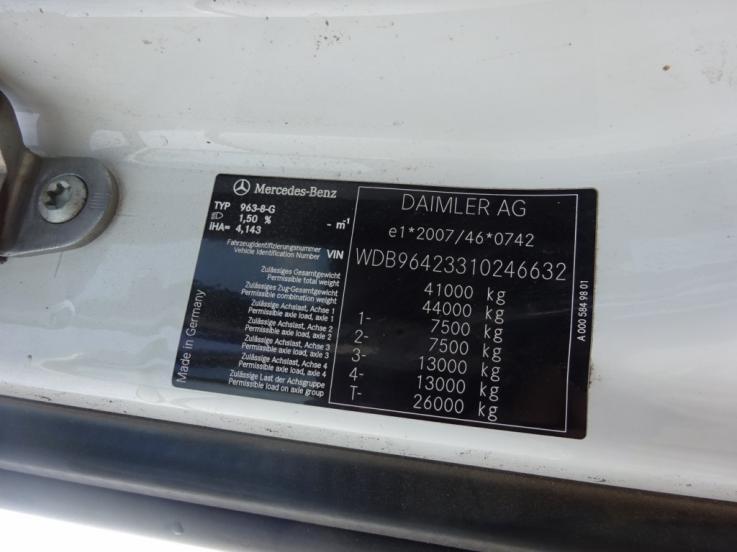 Mercedes-Benz
TYP 963-8-G
1,50 % - m⁻¹
iHA= 4,143
Fahrzeugidentifizierungsnummer
Vehicle Identification Number VIN
Zulässiges Gesamtgewicht
Permissible total weight
Zulässiges Zug-Gesamtgewicht
Permissible combination weight
Zulässige Achslast, Achse 1
Permissible axle load, axle 1
Zulässige Achslast, Achse 2
Permissible axle load, axle 2
Zulässige Achslast, Achse 3
Permissible axle load, axle 3
Zulässige Achslast, Achse 4
Permissible axle load, axle 4
Zulässige Last der Achsgruppe
Permissible load on axle group
Made in Germany
DAIMLER AG
e1*2007/46*0742
WDB96423310246632
41000 kg
44000 kg
1- 7500 kg
2- 7500 kg
3- 13000 kg
4- 13000 kg
T- 26000 kg
A 000 584 98 01